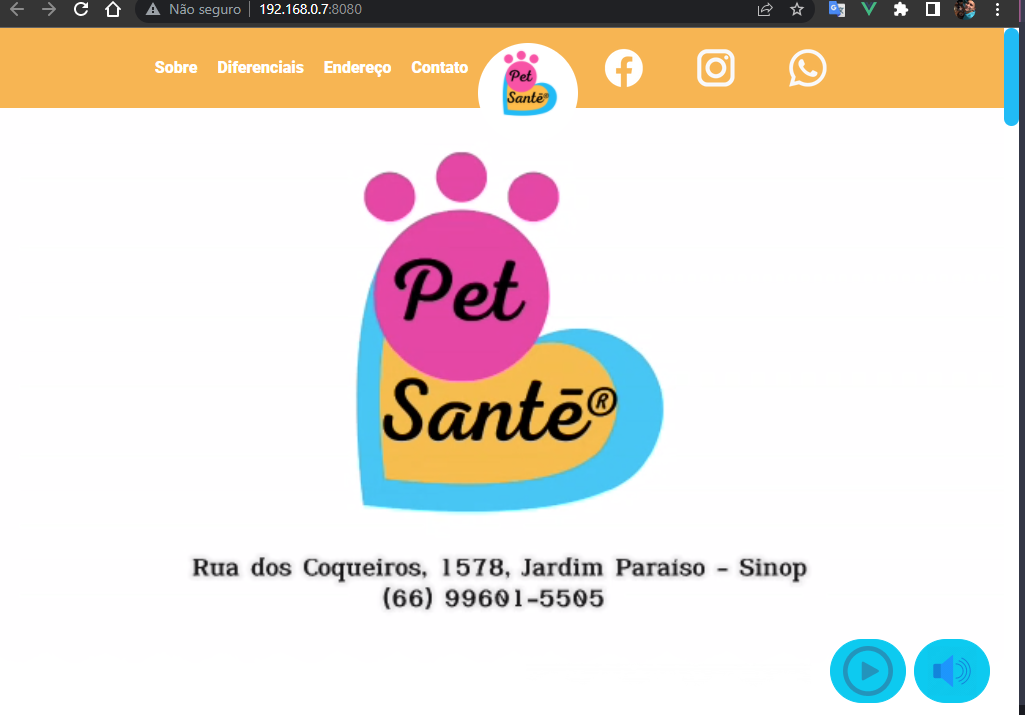 Não seguro 192.168.0.7:8080
Sobre Diferenciais Endereço Contato
Pet
Santē®
Pet
Santē®
Rua dos Coqueiros, 1578, Jardim Paraíso - Sinop
(66) 99601-5505